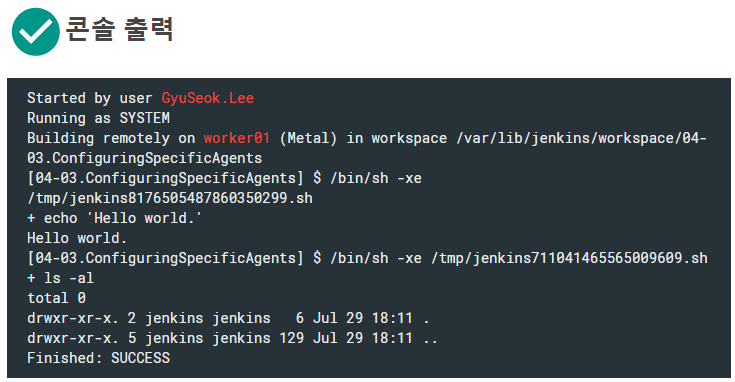 콘솔 출력
Started by user GyuSeok.Lee
Running as SYSTEM
Building remotely on worker01 (Metal) in workspace /var/lib/jenkins/workspace/04-
03.ConfiguringSpecificAgents
[04-03.ConfiguringSpecificAgents] $ /bin/sh -xe
/tmp/jenkins8176505487860350299.sh
+ echo 'Hello world.'
Hello world.
[04-03.ConfiguringSpecificAgents] $ /bin/sh -xe /tmp/jenkins711041465565009609.sh
+ ls -al
total 0
drwxr-xr-x. 2 jenkins jenkins   6 Jul 29 18:11 .
drwxr-xr-x. 5 jenkins jenkins 129 Jul 29 18:11 ..
Finished: SUCCESS